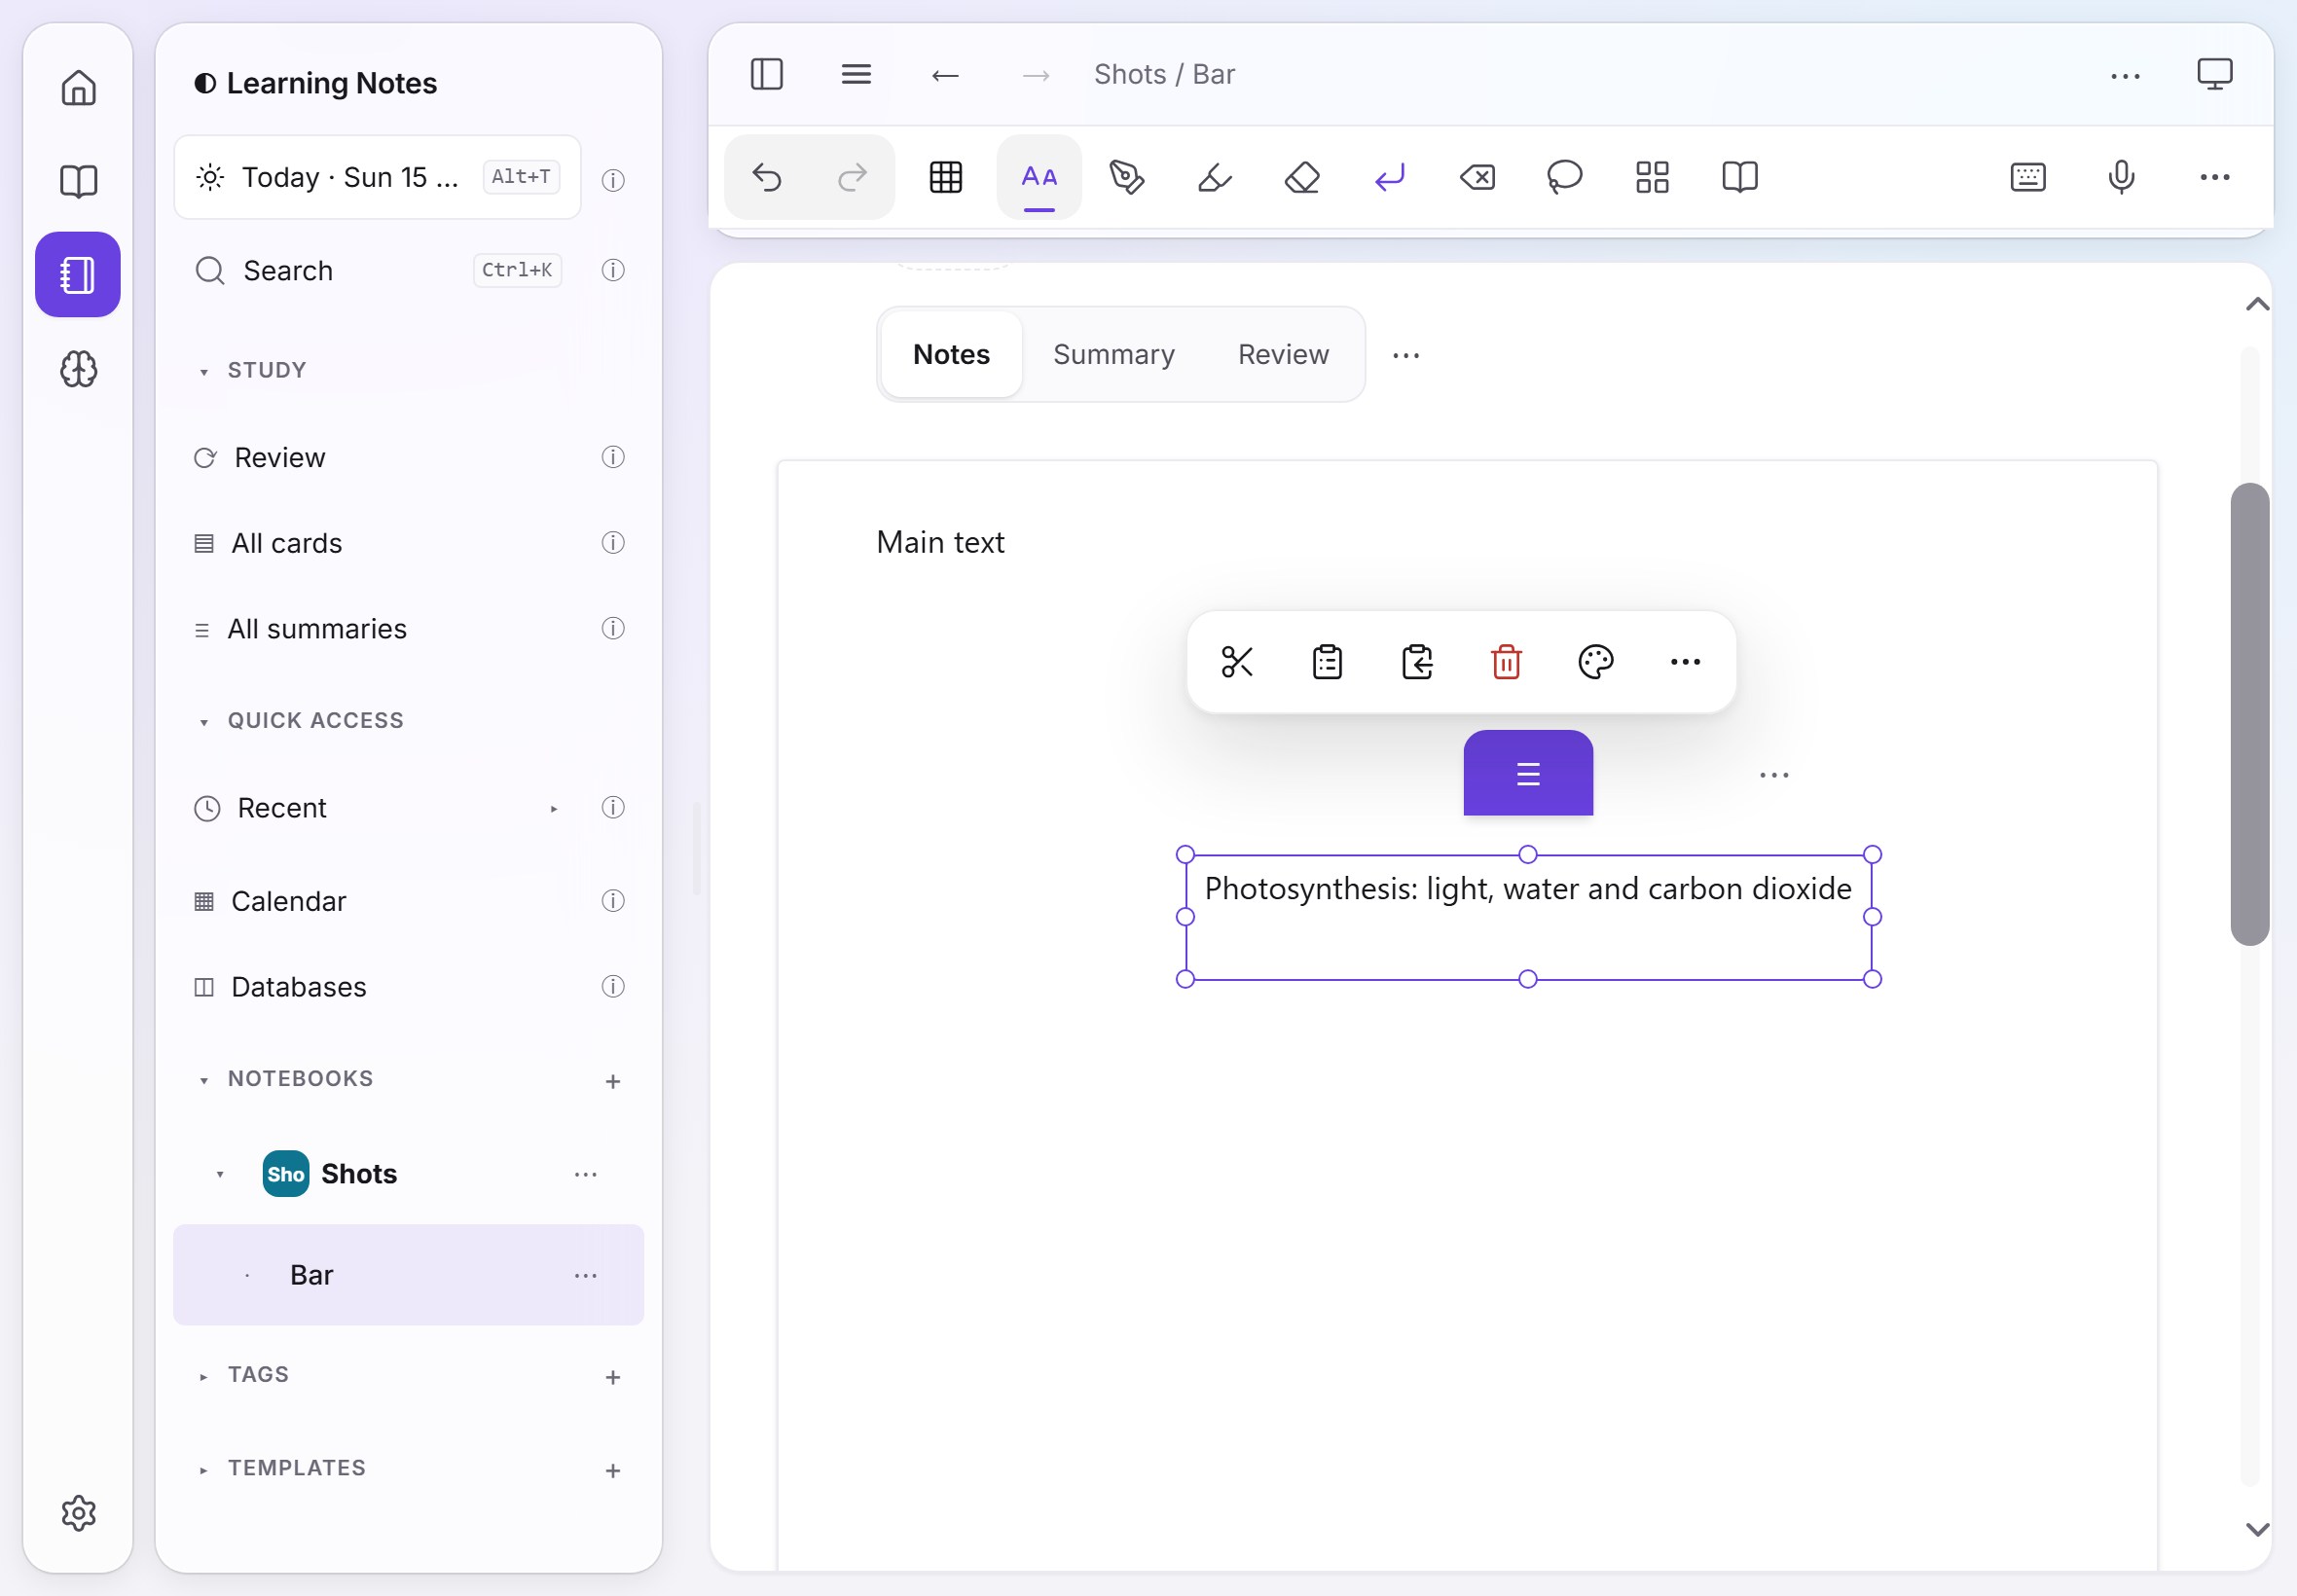 Learning Notes
Today · Sun 15 ... Alt+T
Search Ctrl+K
STUDY
Review
All cards
All summaries
QUICK ACCESS
Recent
Calendar
Databases
NOTEBOOKS
Sho Shots
Bar
TAGS
TEMPLATES
Shots / Bar
AA
Notes Summary Review
Main text
Photosynthesis: light, water and carbon dioxide